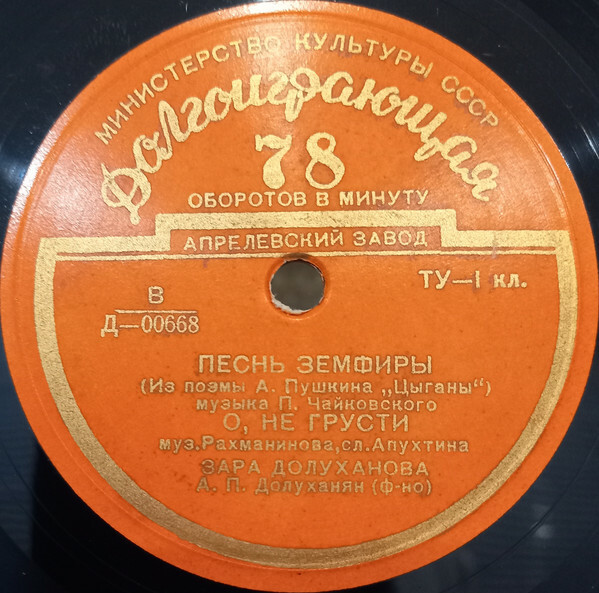 МИНИСТЕРСТВО КУЛЬТУРЫ СССР
Долгоиграющая
78
ОБОРОТОВ В МИНУТУ
АПРЕЛЕВСКИЙ ЗАВОД
ТУ—I кл.
В
Д—00668
ПЕСНЬ ЗЕМФИРЫ
(Из поэмы А. Пушкина „Цыганы“)
музыка П. Чайковского
О, НЕ ГРУСТИ
муз.Рахманинова,сл.Апухтина
ЗАРА ДОЛУХАНОВА
А. П. Долуханян (ф-но)